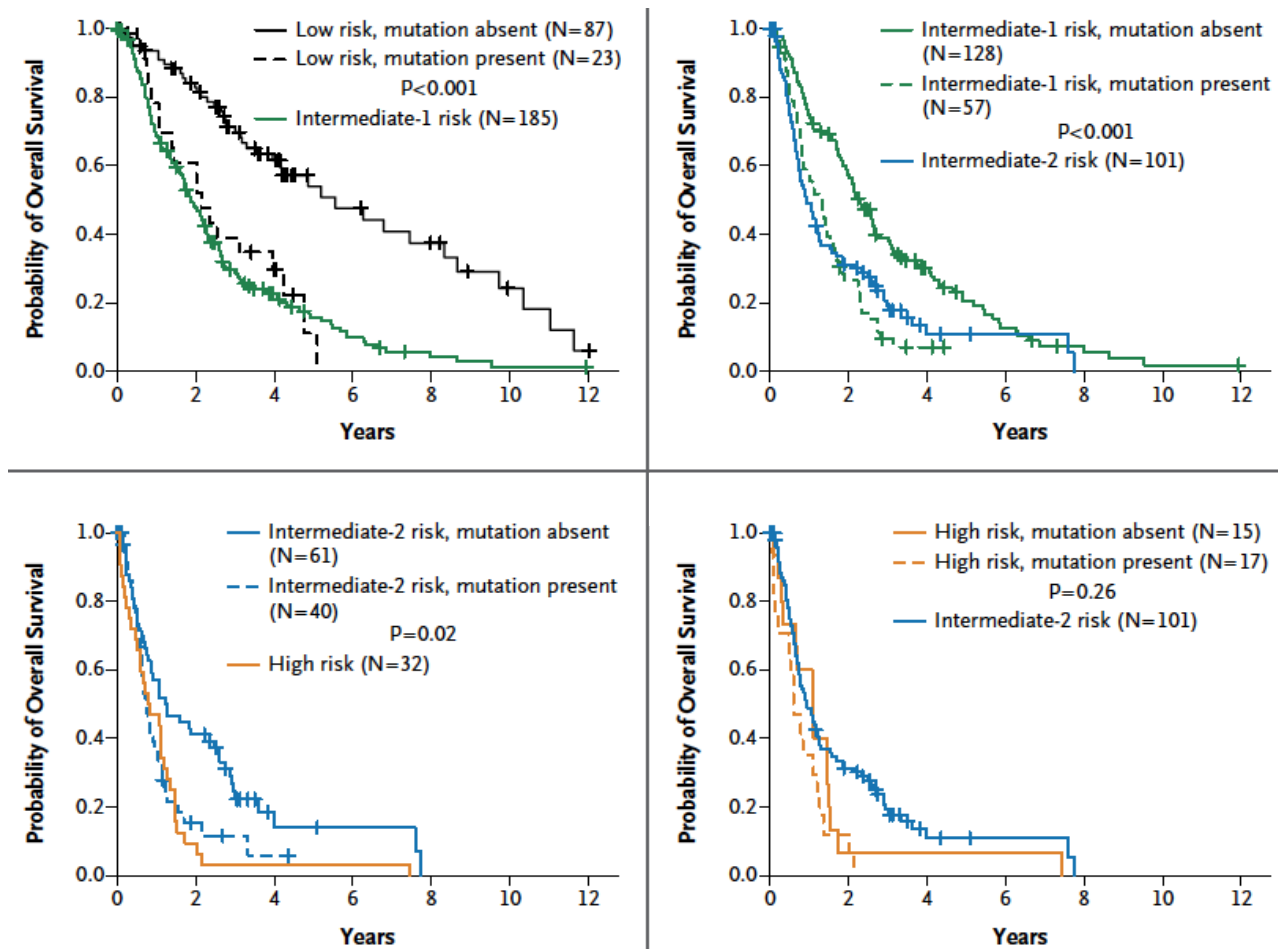 Probability of Overall Survival
1.0
0.8
0.6
0.4
0.2
0.0
0 2 4 6 8 10 12
Years
Low risk, mutation absent (N=87)
Low risk, mutation present (N=23)
P<0.001
Intermediate-1 risk (N=185)
Probability of Overall Survival
1.0
0.8
0.6
0.4
0.2
0.0
0 2 4 6 8 10 12
Years
Intermediate-1 risk, mutation absent
(N=128)
Intermediate-1 risk, mutation present
(N=57)
P<0.001
Intermediate-2 risk (N=101)
Probability of Overall Survival
1.0
0.8
0.6
0.4
0.2
0.0
0 2 4 6 8 10 12
Years
Intermediate-2 risk, mutation absent
(N=61)
Intermediate-2 risk, mutation present
(N=40)
P=0.02
High risk (N=32)
Probability of Overall Survival
1.0
0.8
0.6
0.4
0.2
0.0
0 2 4 6 8 10 12
Years
High risk, mutation absent (N=15)
High risk, mutation present (N=17)
P=0.26
Intermediate-2 risk (N=101)